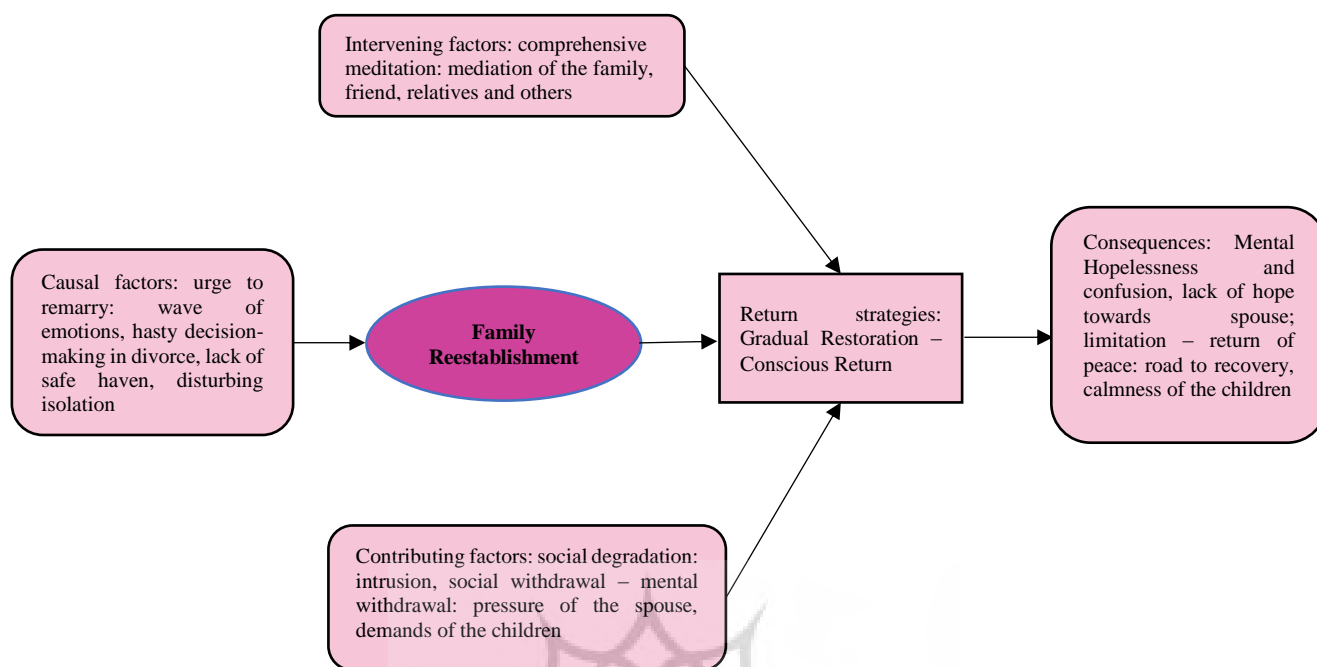 Intervening factors: comprehensive
meditation: mediation of the family,
friend, relatives and others
Causal factors: urge to
remarry: wave of
emotions, hasty decision-
making in divorce, lack of
safe haven, disturbing
isolation
Family
Reestablishment
Return strategies:
Gradual Restoration –
Conscious Return
Consequences: Mental
Hopelessness and
confusion, lack of hope
towards spouse;
limitation – return of
peace: road to recovery,
calmness of the children
Contributing factors: social degradation:
intrusion, social withdrawal – mental
withdrawal: pressure of the spouse,
demands of the children